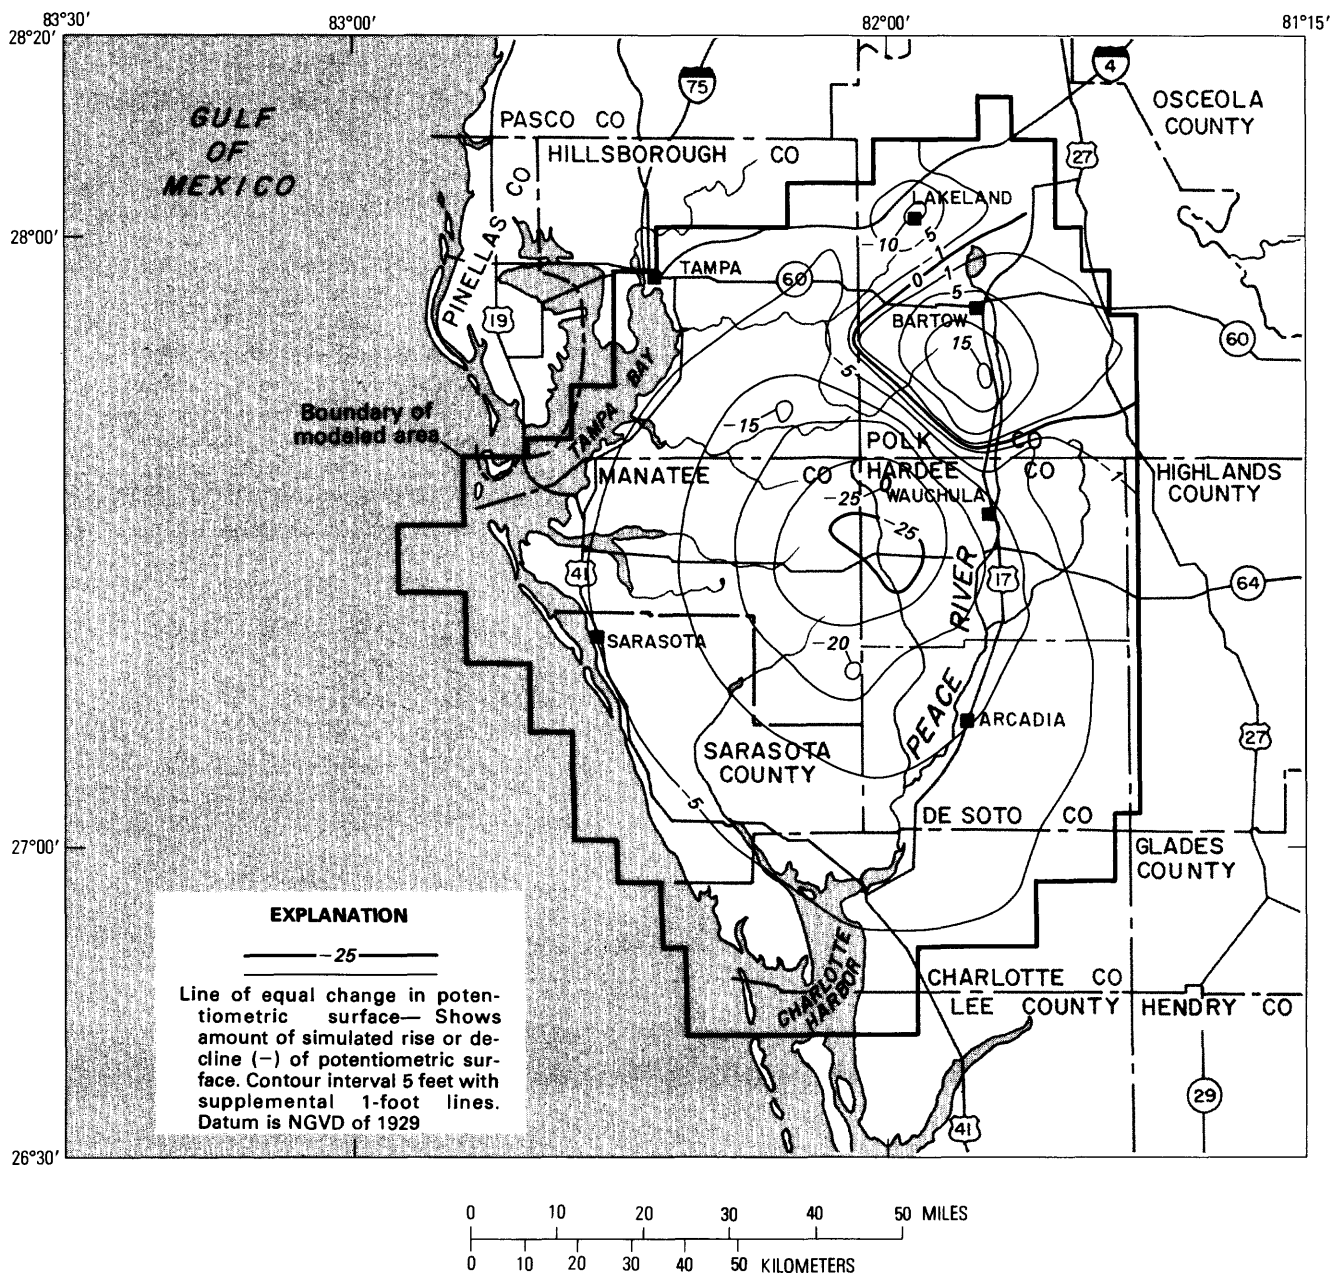 83°30′
83°00′
82°00′
81°15′
28°20′
GULF
OF
MEXICO
75
4
OSCEOLA
COUNTY
PASCO CO
HILLSBOROUGH CO
27
PINELLAS CO
LAKELAND
28°00′
-10
-5
-1
0
1
TAMPA
60
5
19
BARTOW
60
15
TAMPA BAY
-5
Boundary of
modeled area
-15
POLK CO
MANATEE CO
HARDEE CO
-1
HIGHLANDS
COUNTY
0
-25
WAUCHULA
-25
41
17
64
SARASOTA
-20
PEACE RIVER
ARCADIA
27
SARASOTA
COUNTY
-5
DE SOTO CO
27°00′
GLADES
COUNTY
CHARLOTTE
HARBOR
CHARLOTTE CO
LEE COUNTY
HENDRY CO
29
41
EXPLANATION
-25
Line of equal change in poten-
tiometric surface— Shows
amount of simulated rise or de-
cline (−) of potentiometric sur-
face. Contour interval 5 feet with
supplemental 1-foot lines.
Datum is NGVD of 1929
26°30′
0 10 20 30 40 50 MILES
0 10 20 30 40 50 KILOMETERS